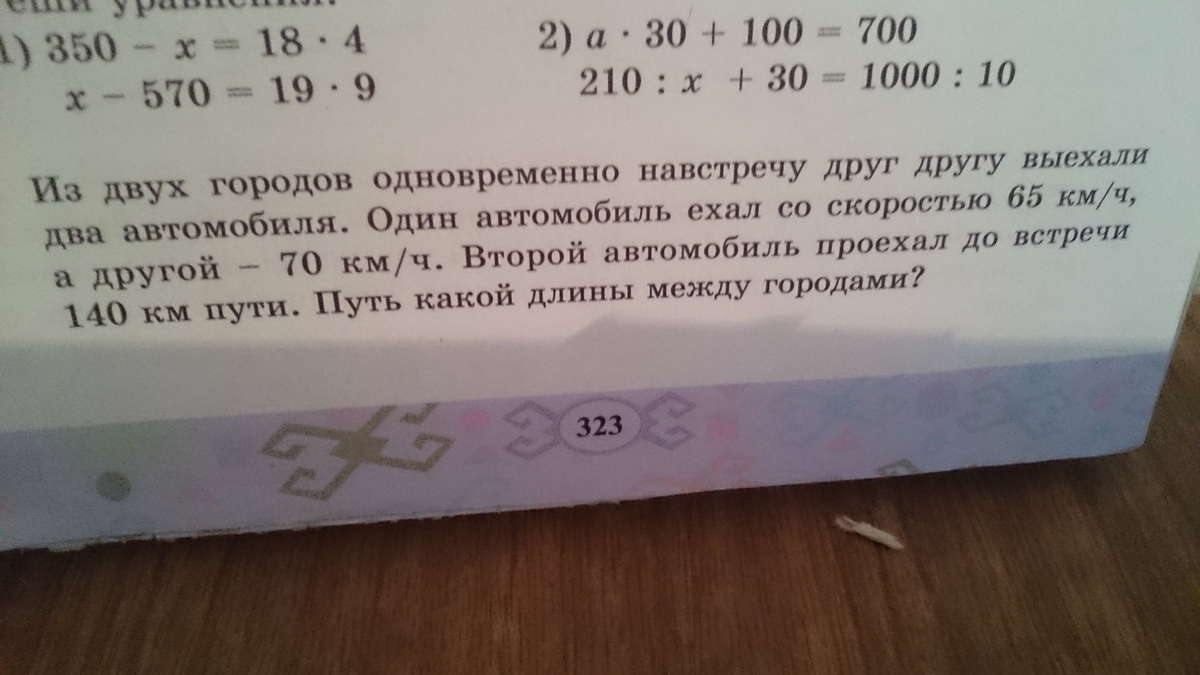 еши уравнения.
1) 350 − x = 18 · 4
2) a · 30 + 100 = 700
x − 570 = 19 · 9
210 : x + 30 = 1000 : 10
Из двух городов одновременно навстречу друг другу выехали
два автомобиля. Один автомобиль ехал со скоростью 65 км/ч,
а другой – 70 км/ч. Второй автомобиль проехал до встречи
140 км пути. Путь какой длины между городами?
323